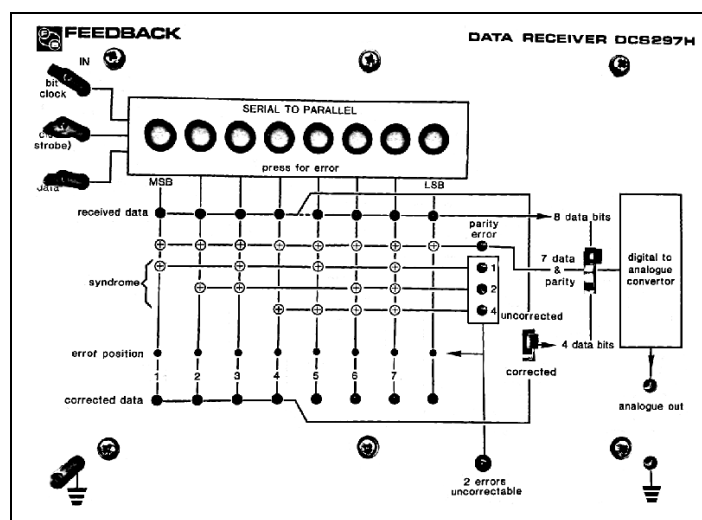 FEEDBACK
DATA RECEIVER DCS297H
IN
bit
clock
strobe)
SERIAL TO PARALLEL
press for error
MSB
LSB
received data
8 data bits
parity
error
7 data
&
parity
digital to
analogue
convertor
syndrome
1
2
4
uncorrected
error position
4 data bits
1 2 3 4 5 6 7
corrected
corrected data
analogue out
2 errors
uncorrectable